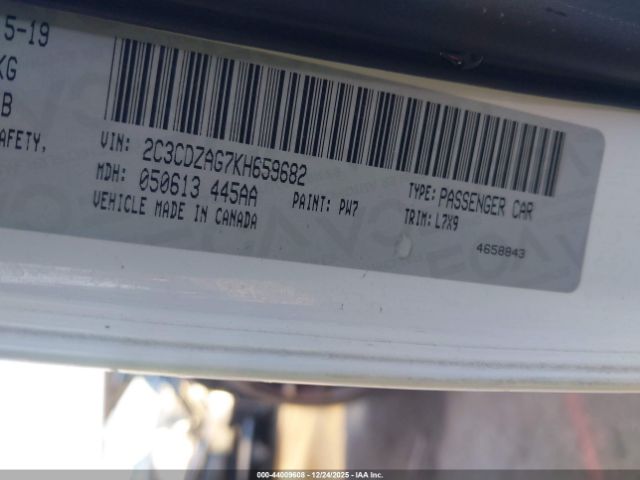 5-19
KG
B
AFETY,
VIN: 2C3CDZAG7KH659682
MDH: 050613 445AA
VEHICLE MADE IN CANADA
PAINT: PW7
TYPE: PASSENGER CAR
TRIM: L7X9
4658843
000-44009608 - 12/24/2025 - IAA Inc.